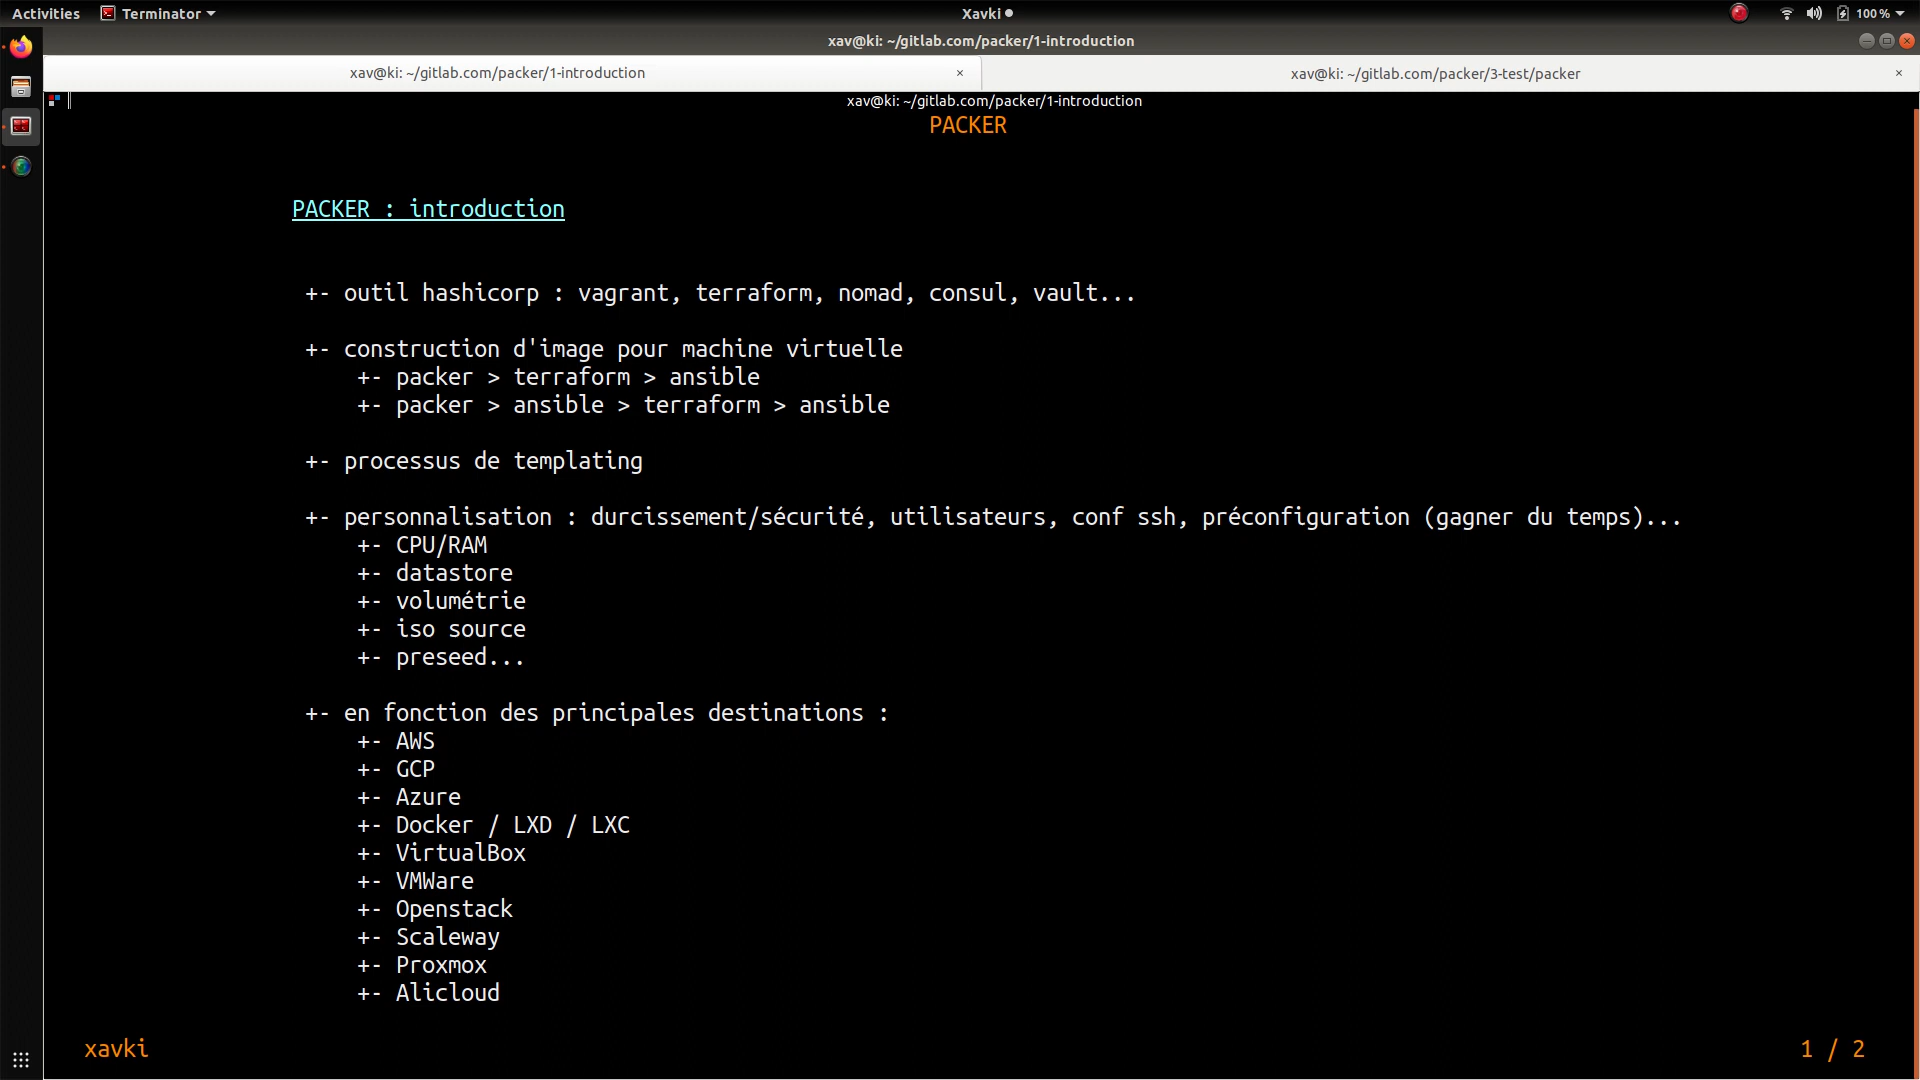 Activities Terminator Xavki 100 %
xav@ki: ~/gitlab.com/packer/1-introduction
xav@ki: ~/gitlab.com/packer/1-introduction × xav@ki: ~/gitlab.com/packer/3-test/packer ×
xav@ki: ~/gitlab.com/packer/1-introduction
PACKER
PACKER : introduction
+- outil hashicorp : vagrant, terraform, nomad, consul, vault...
+- construction d'image pour machine virtuelle
+- packer > terraform > ansible
+- packer > ansible > terraform > ansible
+- processus de templating
+- personnalisation : durcissement/sécurité, utilisateurs, conf ssh, préconfiguration (gagner du temps)...
+- CPU/RAM
+- datastore
+- volumétrie
+- iso source
+- preseed...
+- en fonction des principales destinations :
+- AWS
+- GCP
+- Azure
+- Docker / LXD / LXC
+- VirtualBox
+- VMWare
+- Openstack
+- Scaleway
+- Proxmox
+- Alicloud
xavki 1 / 2